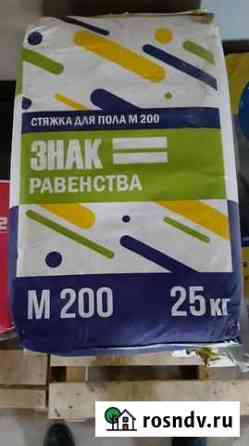 СТЯЖКА ДЛЯ ПОЛА М 200
ЗНАК =
РАВЕНСТВА
М 200 25 кг
rosndv.ru